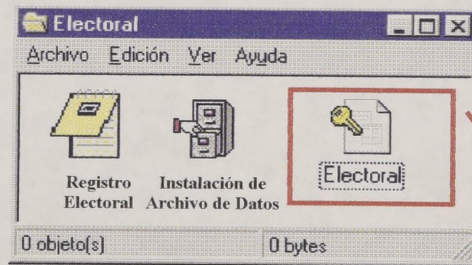 Electoral
Archivo Edición Ver Ayuda
Registro
Electoral
Instalación de
Archivo de Datos
Electoral
0 objeto(s) 0 bytes